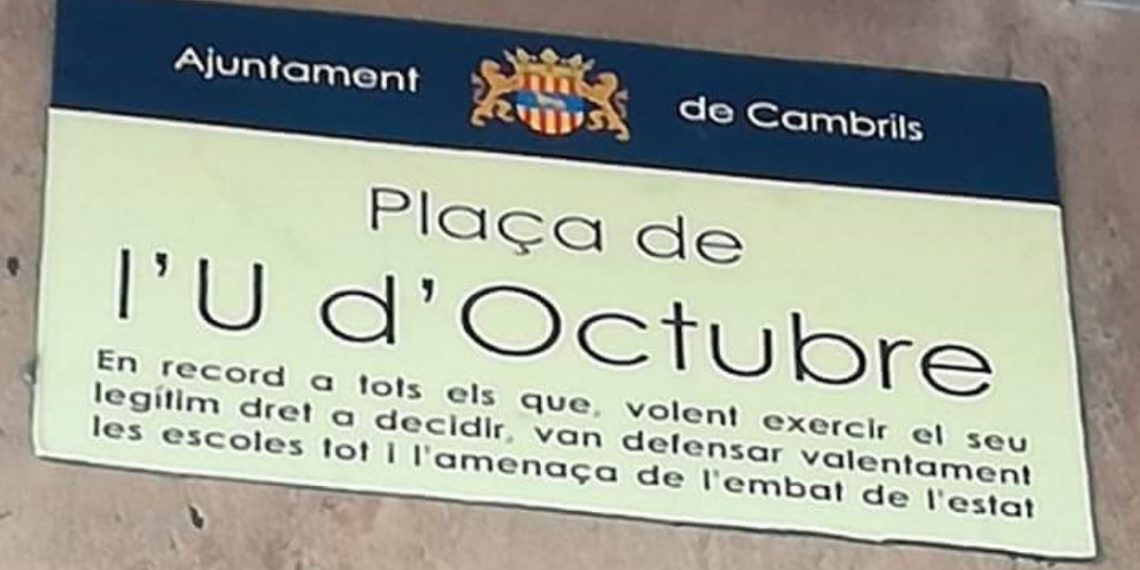 Ajuntament de Cambrils
Plaça de
l'U d'Octubre
En record a tots els que, volent exercir el seu
legítim dret a decidir, van defensar valentament
les escoles tot i l'amenaça de l'embat de l'estat